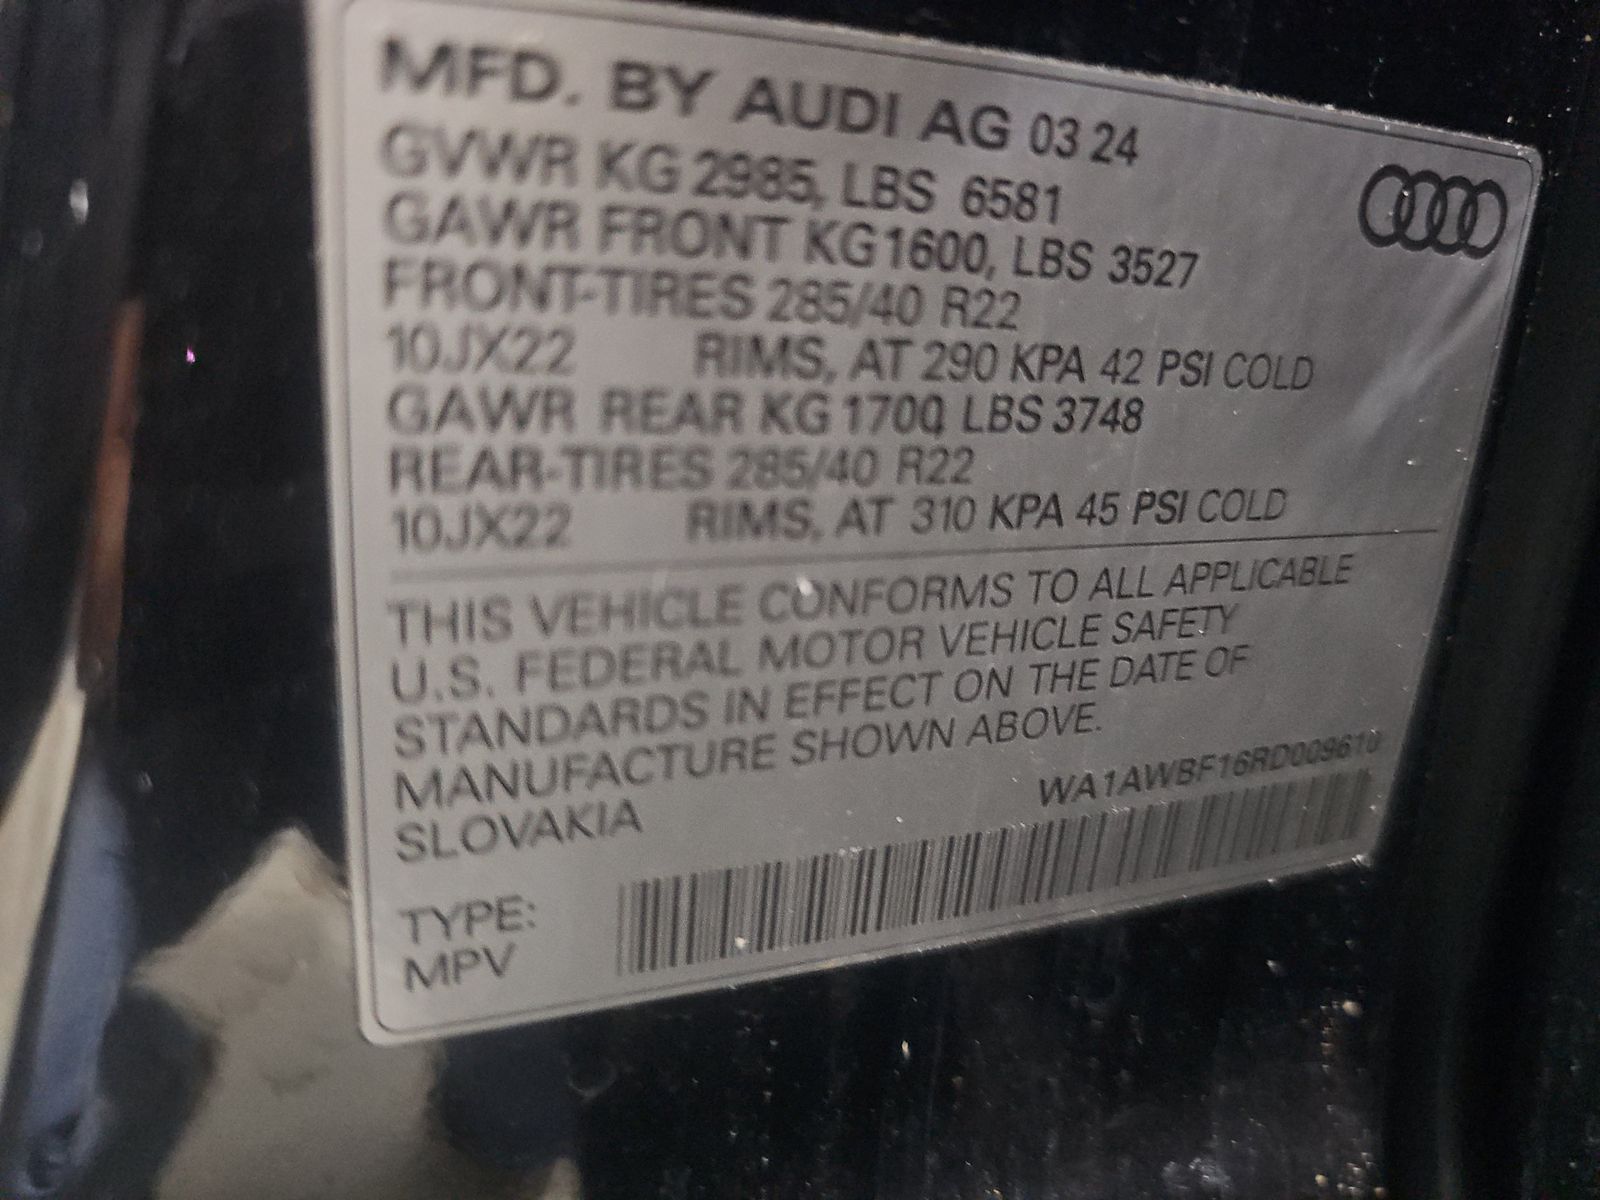 MFD. BY AUDI AG 03 24
GVWR KG 2985, LBS 6581
GAWR FRONT KG 1600, LBS 3527
FRONT-TIRES 285/40 R22
10JX22 RIMS, AT 290 KPA 42 PSI COLD
GAWR REAR KG 1700, LBS 3748
REAR-TIRES 285/40 R22
10JX22 RIMS, AT 310 KPA 45 PSI COLD
THIS VEHICLE CONFORMS TO ALL APPLICABLE
U.S. FEDERAL MOTOR VEHICLE SAFETY
STANDARDS IN EFFECT ON THE DATE OF
MANUFACTURE SHOWN ABOVE.
SLOVAKIA
WA1AWBF16RD009610
TYPE:
MPV